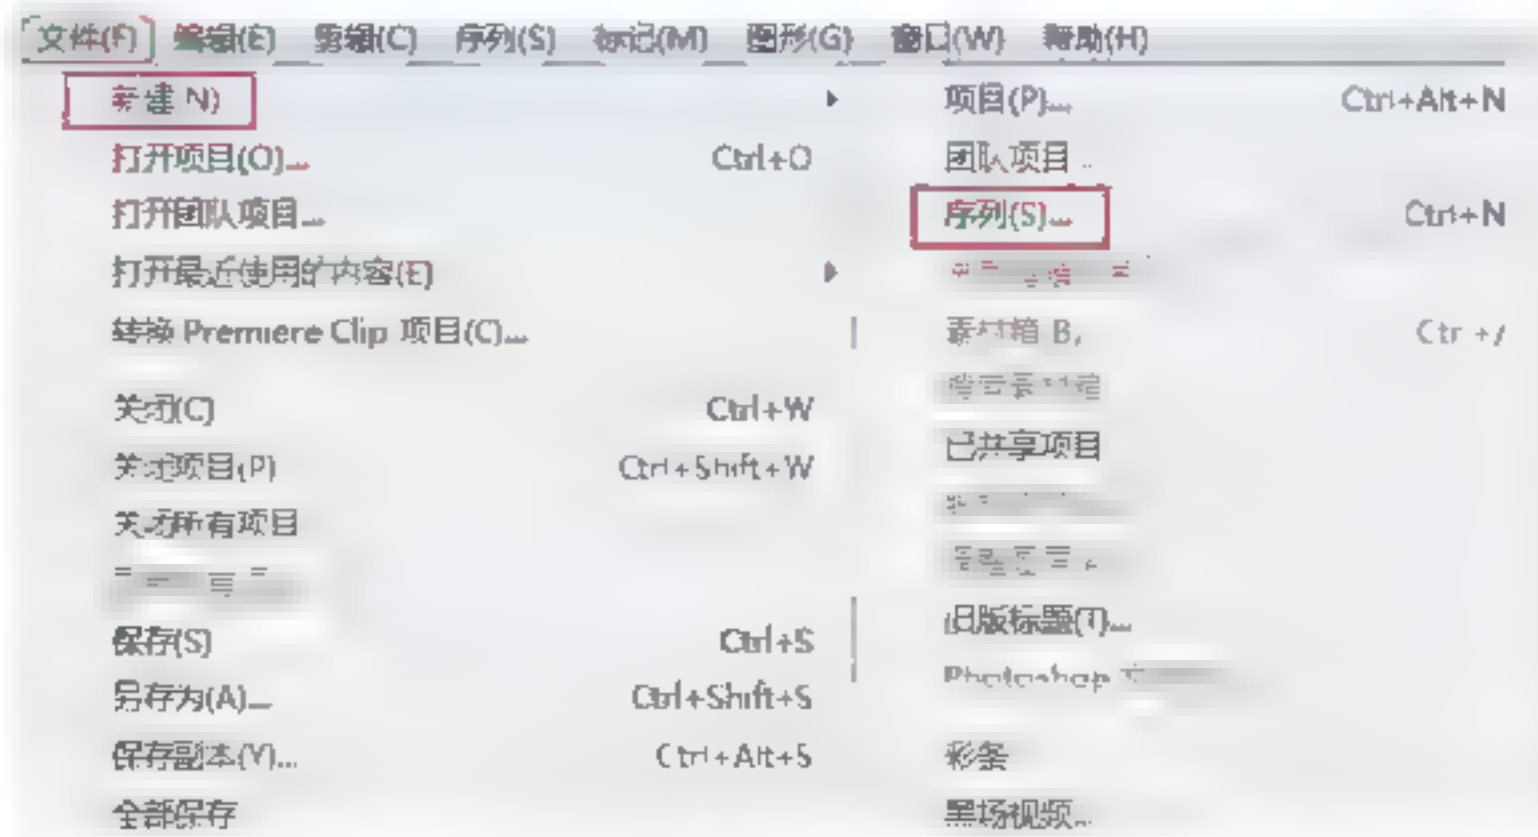 文件(F) 编辑(E) 剪辑(C) 序列(S) 标记(M) 图形(G) 窗口(W) 帮助(H)
新建 N)
打开项目(O)... Ctrl+O
打开团队项目...
打开最近使用的内容(E)
转换 Premiere Clip 项目(C)...
关闭(C) Ctrl+W
关闭项目(P) Ctrl+Shift+W
关闭所有项目
保存(S) Ctrl+S
另存为(A)... Ctrl+Shift+S
保存副本(Y)... Ctrl+Alt+S
全部保存
项目(P)... Ctrl+Alt+N
团队项目...
序列(S)... Ctrl+N
素材箱 B, Ctr +/
已共享项目
旧版标题(T)...
Photoshop
彩条
黑场视频...